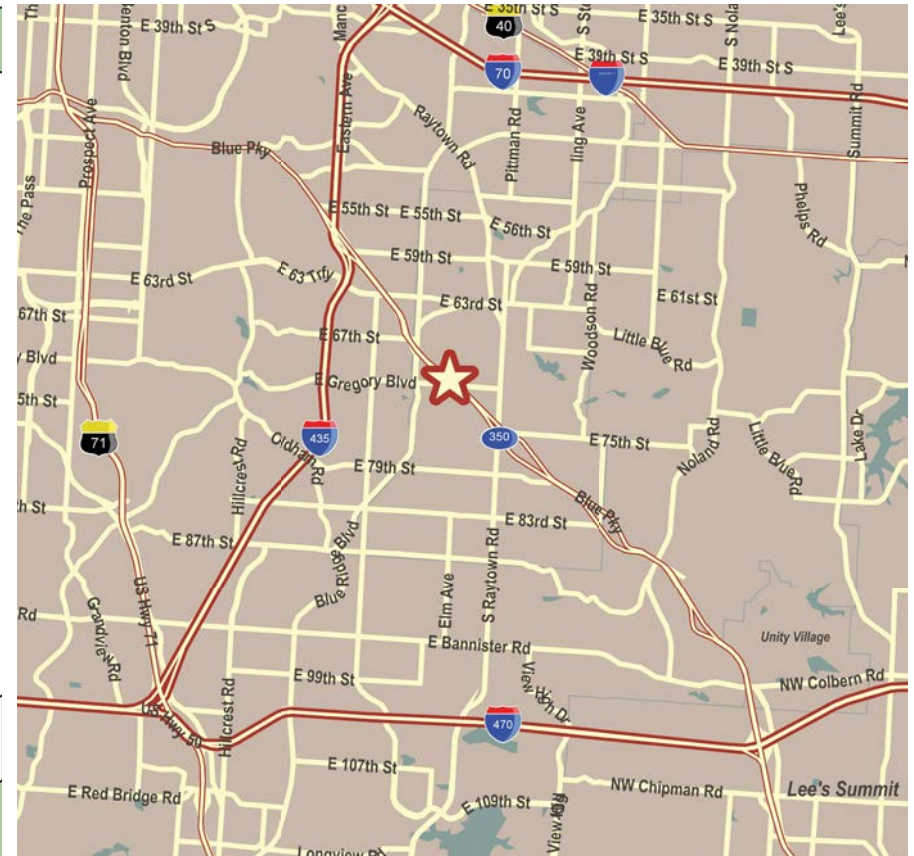 E 35th St S
E 35th St S
40
E 39th St S
E 39th St S
E 39th St S
70
Prospect Ave
Eastern Ave
Raytown Rd
Pittman Rd
Summit Rd
Blue Pky
The Pass
E 55th St
E 55th St
E 56th St
Phelps Rd
E 59th St
E 59th St
E 63rd St
E 63 Trfy
E 63rd St
E 61st St
67th St
E 67th St
Woodson Rd
Little Blue Rd
y Blvd
E Gregory Blvd
5th St
71
435
350
E 75th St
Noland Rd
Little Blue Rd
Lake Dr
Hillcrest Rd
Oldham Rd
E 79th St
h St
Blue Pky
E 83rd St
E 87th St
Blue Ridge Blvd
S Raytown Rd
Elm Ave
US Hwy 71
Grandview Rd
Rd
E Bannister Rd
Unity Village
View High Dr
E 99th St
NW Colbern Rd
Hillcrest Rd
US Hwy 50
470
E 107th St
E Red Bridge Rd
NW Chipman Rd
Lee's Summit
E 109th St